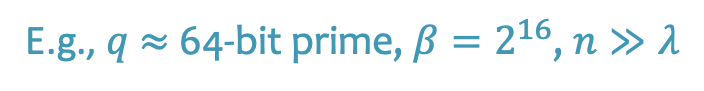 E.g., q ≈ 64-bit prime, β = 2¹⁶, n ≫ λ